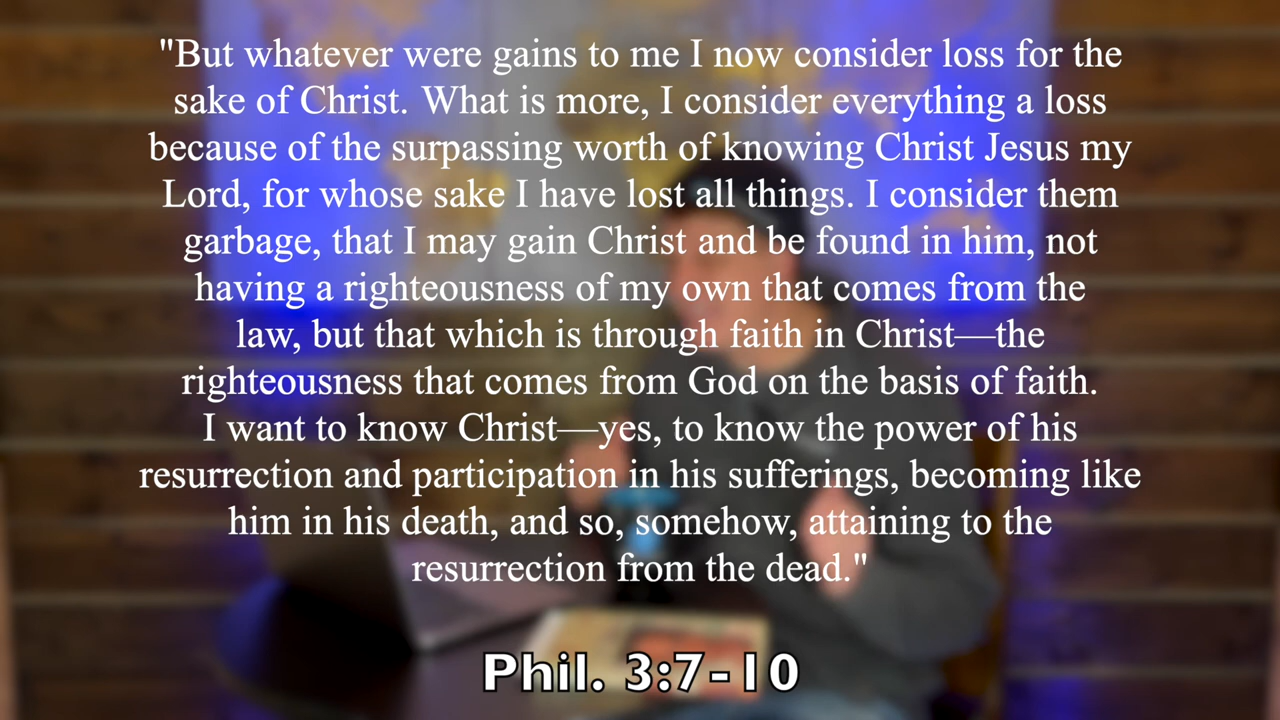 "But whatever were gains to me I now consider loss for the
sake of Christ. What is more, I consider everything a loss
because of the surpassing worth of knowing Christ Jesus my
Lord, for whose sake I have lost all things. I consider them
garbage, that I may gain Christ and be found in him, not
having a righteousness of my own that comes from the
law, but that which is through faith in Christ—the
righteousness that comes from God on the basis of faith.
I want to know Christ—yes, to know the power of his
resurrection and participation in his sufferings, becoming like
him in his death, and so, somehow, attaining to the
resurrection from the dead."
Phil. 3:7-10